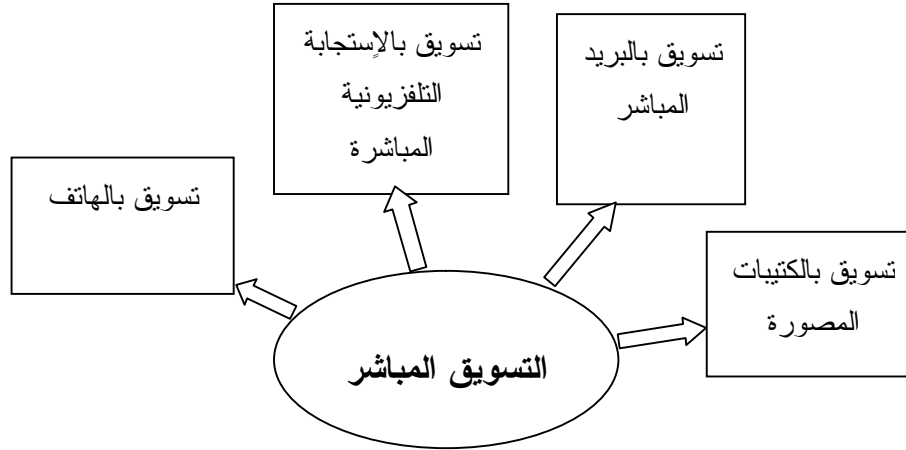 تسويق بالإستجابة
التلفزيونية
المباشرة
تسويق بالبريد
المباشر
تسويق بالهاتف
تسويق بالكتيبات
المصورة
التسويق المباشر